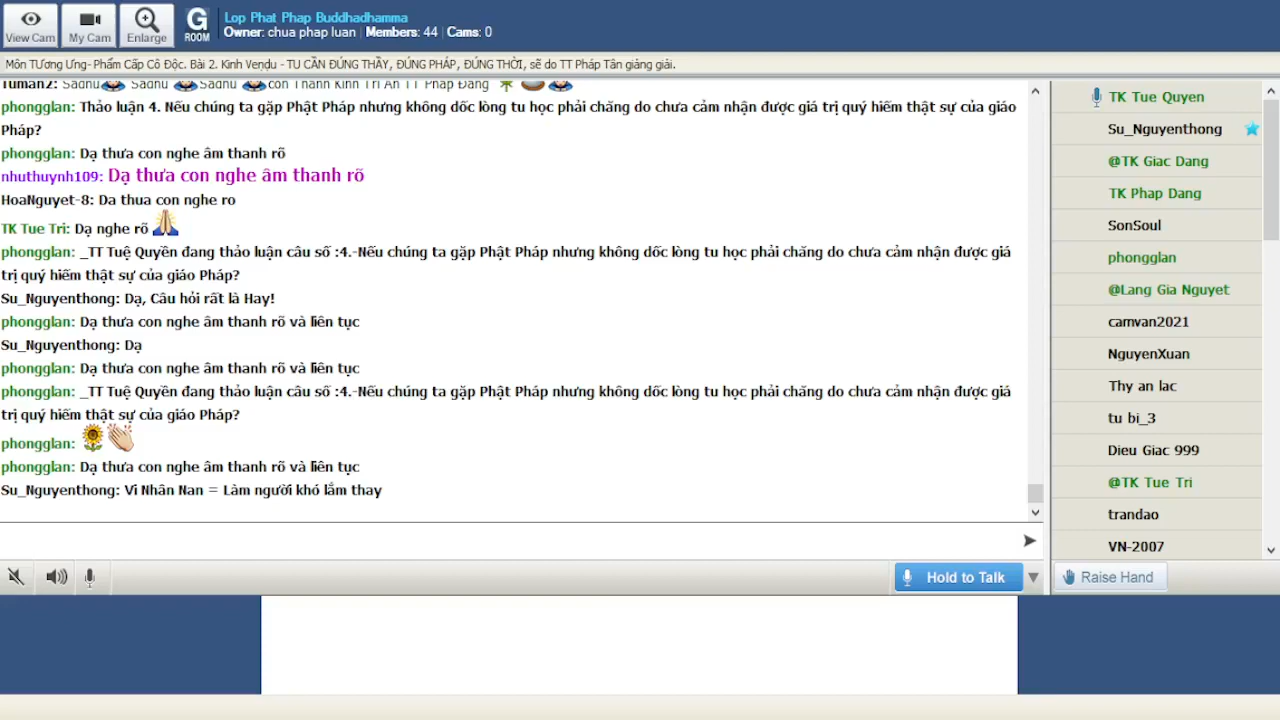 View Cam
My Cam
Enlarge
G
ROOM
Lop Phat Phap Buddhadhamma
Owner: chua phap luan | Members: 44 | Cams: 0
Môn TƯơng Ưng- Phẩm Cấp Cô Độc. Bài 2. Kinh Veṇḍu - TU CẦN ĐÚNG THẦY, ĐÚNG PHÁP, ĐÚNG THỜI, sẽ do TT Pháp Tân giảng giải.
Tuman2: Sadhu Sadhu Sadhu con Thành Kính Tri Ân TT Pháp Đăng
phongglan: Thảo luận 4. Nếu chúng ta gặp Phật Pháp nhưng không dốc lòng tu học phải chăng do chưa cảm nhận được giá trị quý hiếm thật sự của giáo
Pháp?
phongglan: Dạ thưa con nghe âm thanh rõ
nhuthuynh109: Dạ thưa con nghe âm thanh rõ
HoaNguyet-8: Da thua con nghe ro
TK Tue Tri: Dạ nghe rõ
phongglan: _TT Tuệ Quyền đang thảo luận câu số :4.-Nếu chúng ta gặp Phật Pháp nhưng không dốc lòng tu học phải chăng do chưa cảm nhận được giá
trị quý hiếm thật sự của giáo Pháp?
Su_Nguyenthong: Dạ, Câu hỏi rất là Hay!
phongglan: Dạ thưa con nghe âm thanh rõ và liên tục
Su_Nguyenthong: Dạ
phongglan: Dạ thưa con nghe âm thanh rõ và liên tục
phongglan: _TT Tuệ Quyền đang thảo luận câu số :4.-Nếu chúng ta gặp Phật Pháp nhưng không dốc lòng tu học phải chăng do chưa cảm nhận được giá
trị quý hiếm thật sự của giáo Pháp?
phongglan:
phongglan: Dạ thưa con nghe âm thanh rõ và liên tục
Su_Nguyenthong: Vi Nhân Nan = Làm người khó lắm thay
TK Tue Quyen
Su_Nguyenthong
@TK Giac Dang
TK Phap Dang
SonSoul
phongglan
@Lang Gia Nguyet
camvan2021
NguyenXuan
Thy an lac
tu bi_3
Dieu Giac 999
@TK Tue Tri
trandao
VN-2007
Hold to Talk
Raise Hand